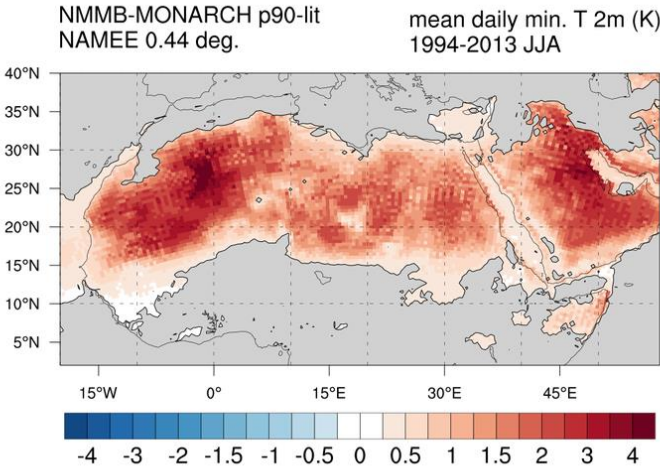 NMMB-MONARCH p90-lit
NAMEE 0.44 deg.
mean daily min. T 2m (K)
1994-2013 JJA
40°N
35°N
30°N
25°N
20°N
15°N
10°N
5°N
15°W 0° 15°E 30°E 45°E
-4 -3 -2 -1.5 -1 -0.5 0 0.5 1 1.5 2 3 4